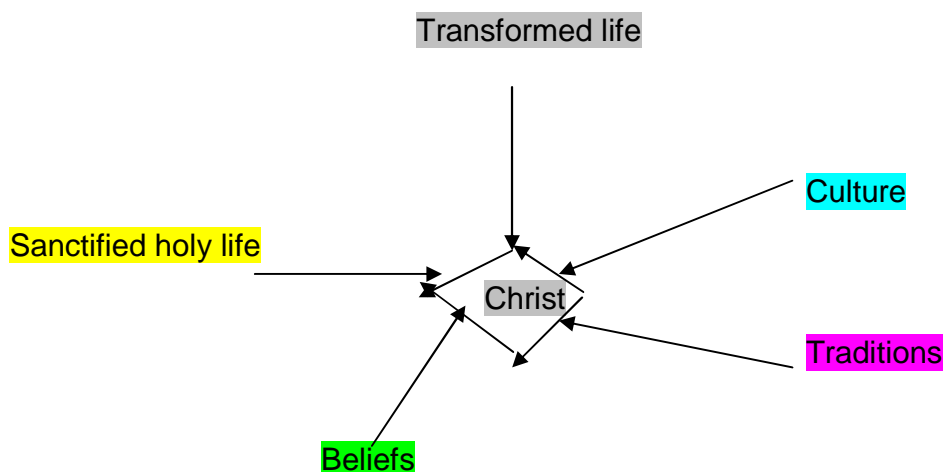 Transformed life
Culture
Sanctified holy life
Christ
Traditions
Beliefs